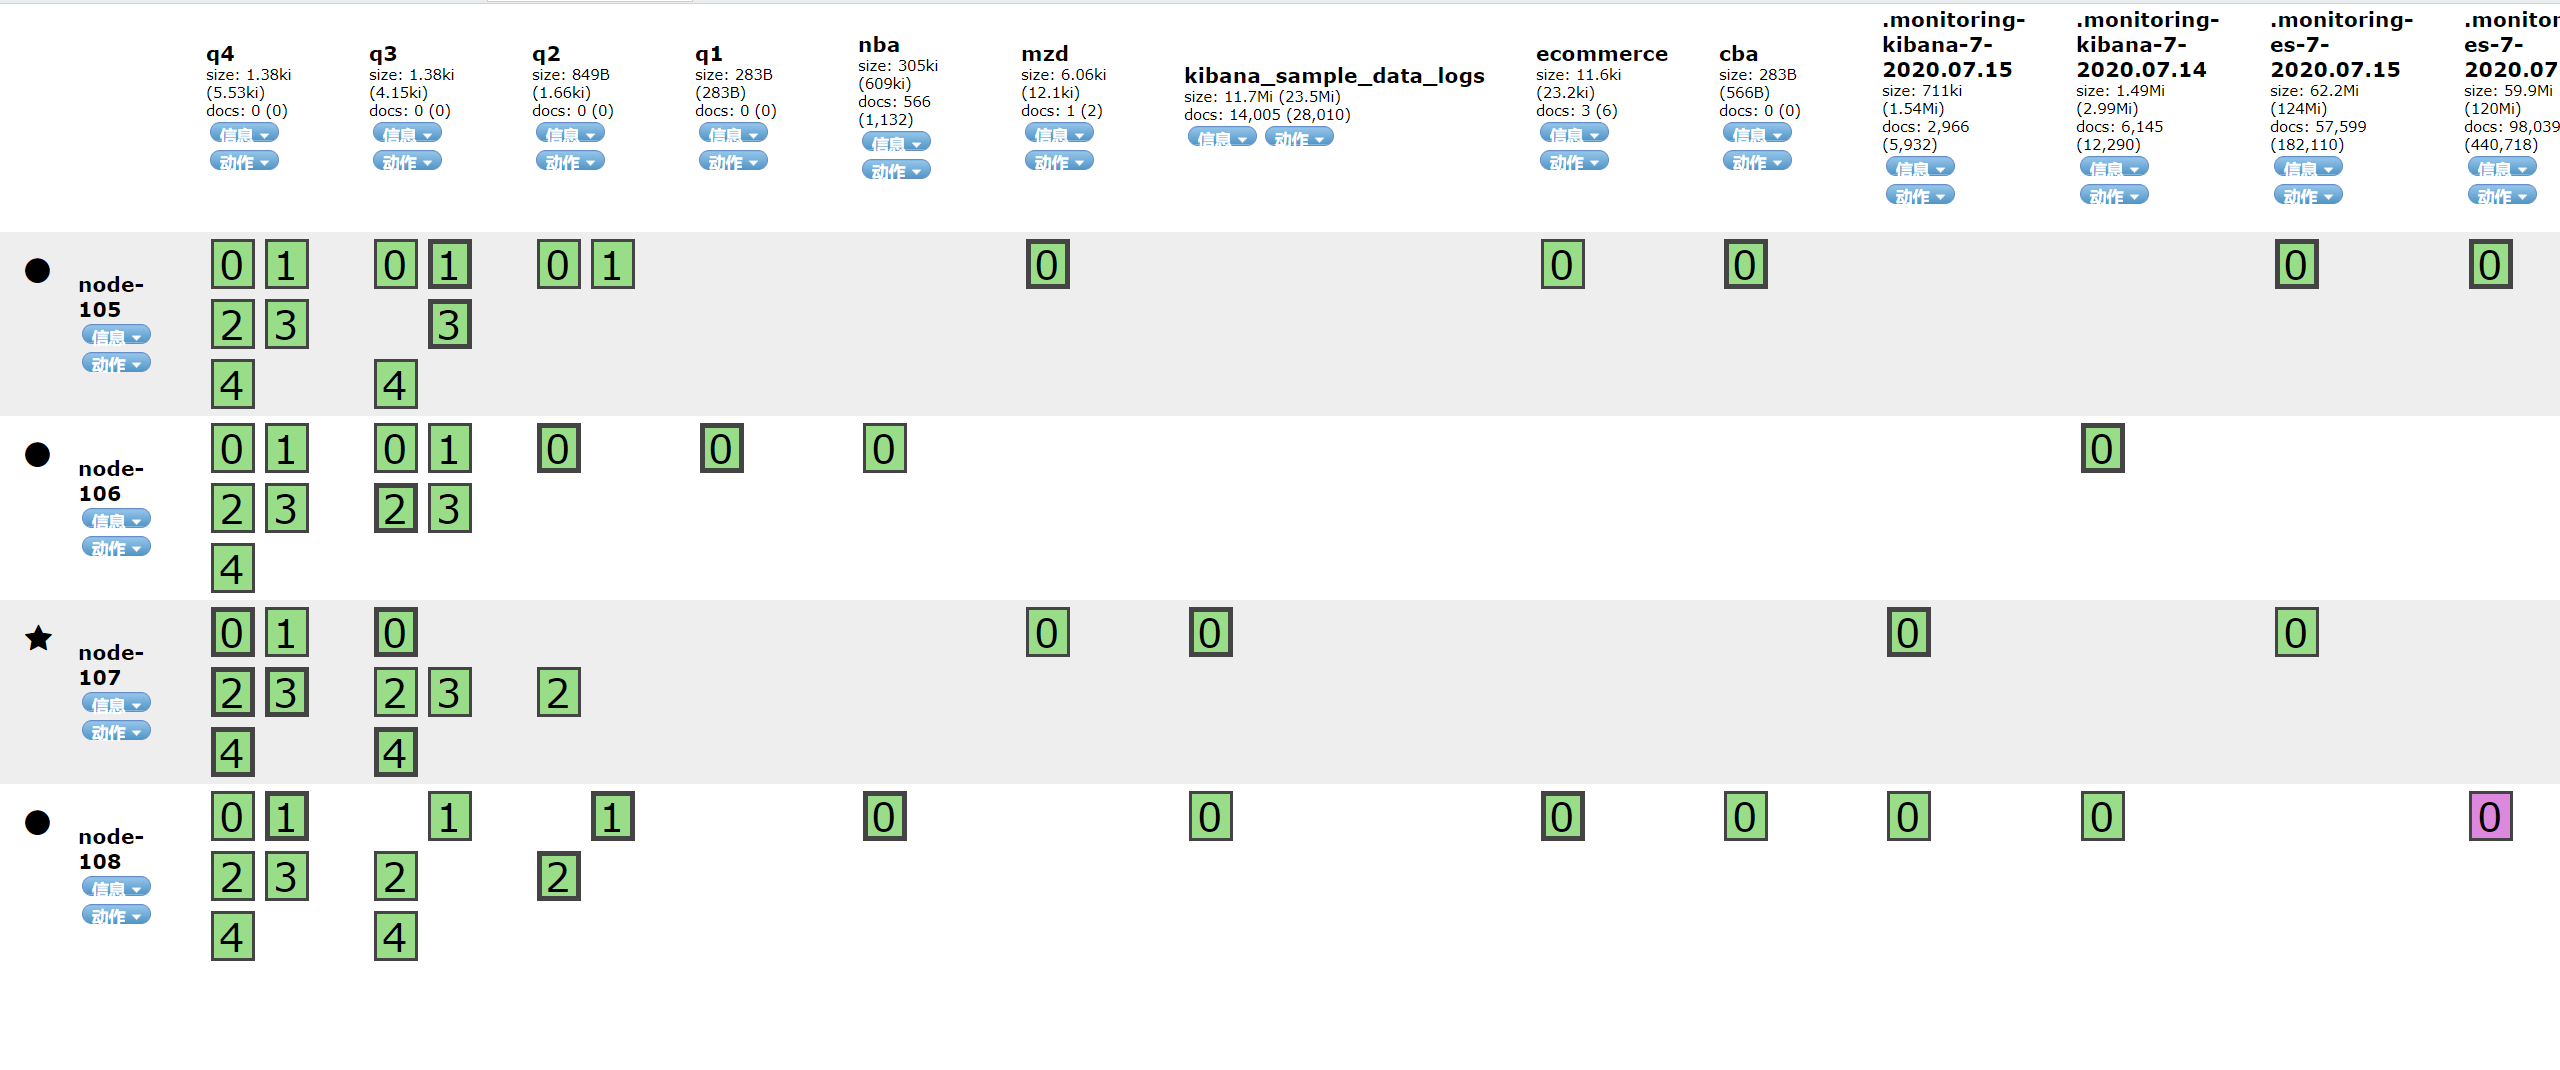 q4
size: 1.38ki
(5.53ki)
docs: 0 (0)
信息
动作
q3
size: 1.38ki
(4.15ki)
docs: 0 (0)
信息
动作
q2
size: 849B
(1.66ki)
docs: 0 (0)
信息
动作
q1
size: 283B
(283B)
docs: 0 (0)
信息
动作
nba
size: 305ki
(609ki)
docs: 566
(1,132)
信息
动作
mzd
size: 6.06ki
(12.1ki)
docs: 1 (2)
信息
动作
kibana_sample_data_logs
size: 11.7Mi (23.5Mi)
docs: 14,005 (28,010)
信息 动作
ecommerce
size: 11.6ki
(23.2ki)
docs: 3 (6)
信息
动作
cba
size: 283B
(566B)
docs: 0 (0)
信息
动作
.monitoring-
kibana-7-
2020.07.15
size: 711ki
(1.54Mi)
docs: 2,966
(5,932)
信息
动作
.monitoring-
kibana-7-
2020.07.14
size: 1.49Mi
(2.99Mi)
docs: 6,145
(12,290)
信息
动作
.monitoring-
es-7-
2020.07.15
size: 62.2Mi
(124Mi)
docs: 57,599
(182,110)
信息
动作
.monitor
es-7-
2020.07
size: 59.9Mi
(120Mi)
docs: 98,039
(440,718)
信息
动作
node-
105
信息
动作
0 1 0 1 0 1 0 0 0 0 0
2 3 3
4 4
node-
106
信息
动作
0 1 0 1 0 0 0 0
2 3 2 3
4
node-
107
信息
动作
0 1 0 0 0 0 0
2 3 2 3 2
4 4
node-
108
信息
动作
0 1 1 1 0 0 0 0 0 0 0
2 3 2 2
4 4